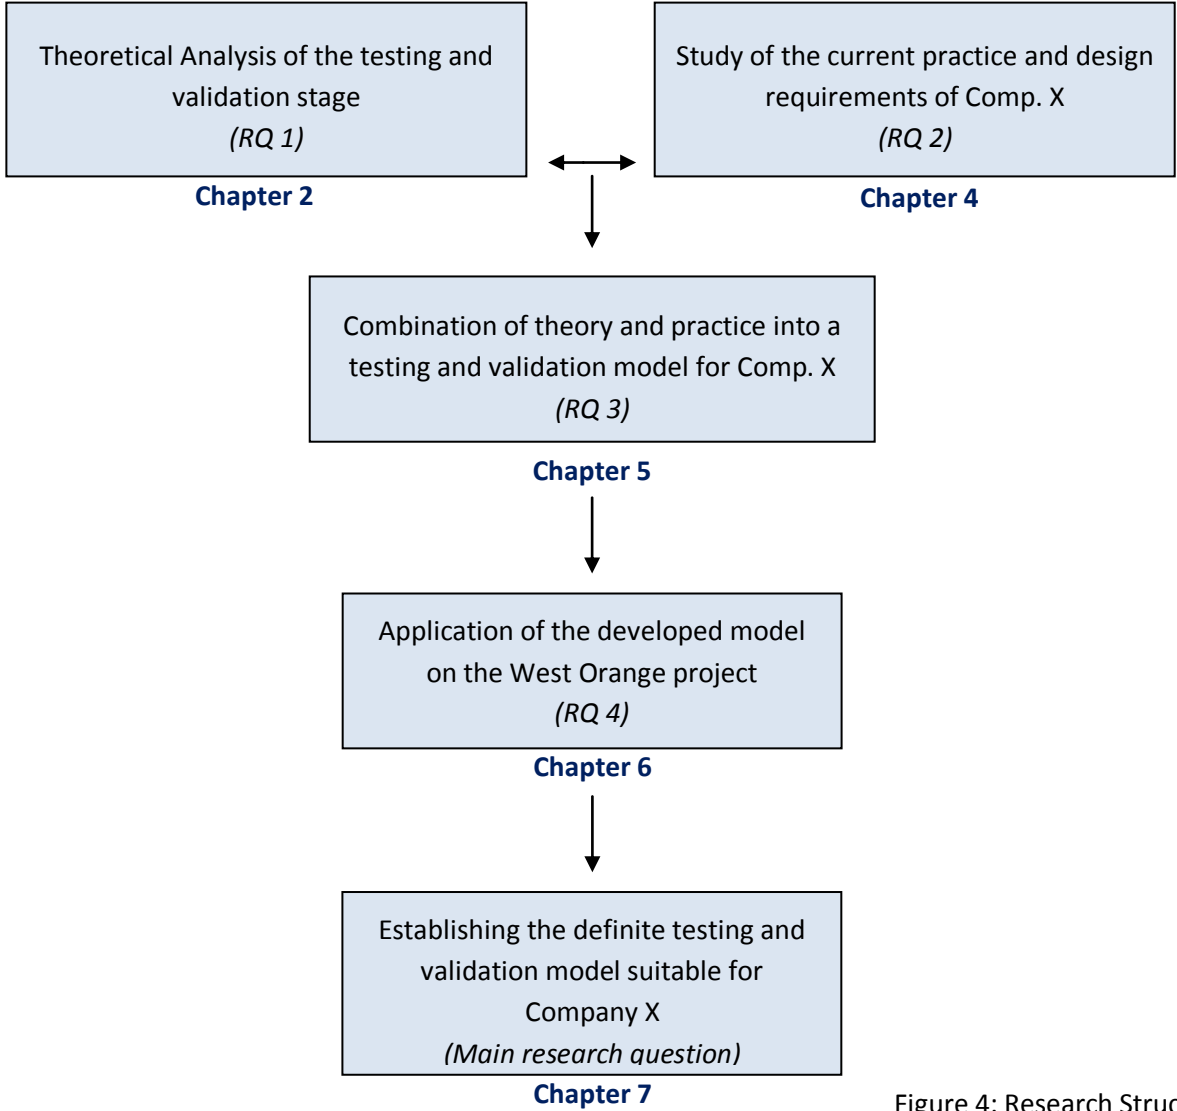 Theoretical Analysis of the testing and
validation stage
(RQ 1)
Chapter 2
Study of the current practice and design
requirements of Comp. X
(RQ 2)
Chapter 4
Combination of theory and practice into a
testing and validation model for Comp. X
(RQ 3)
Chapter 5
Application of the developed model
on the West Orange project
(RQ 4)
Chapter 6
Establishing the definite testing and
validation model suitable for
Company X
(Main research question)
Chapter 7
Figure 4: Research Struc